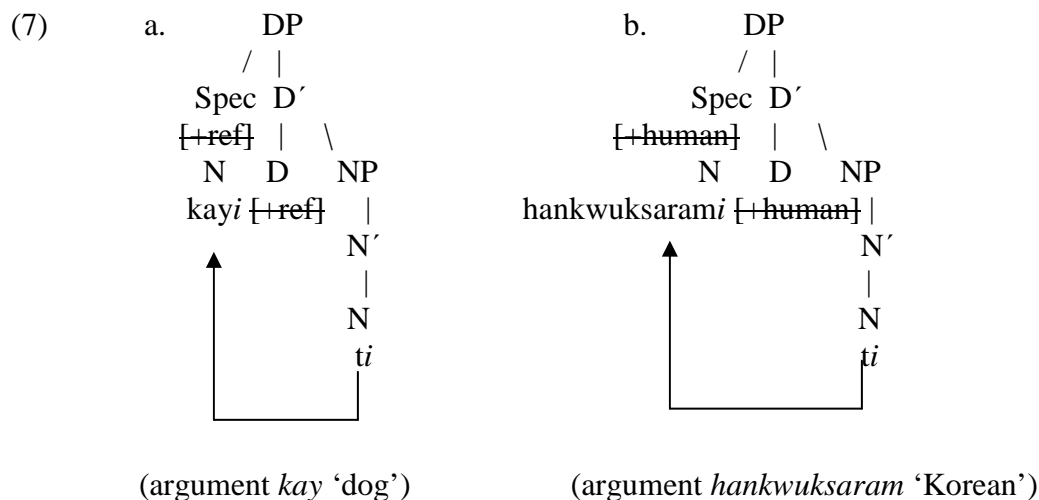 (7) a. DP b. DP
/ | / |
Spec D´ Spec D´
[+ref] | \ [+human] | \
N D NP N D NP
kayi [+ref] | hankwuksarami [+human] |
N´ N´
| |
N N
ti ti
(argument kay ‘dog’) (argument hankwuksaram ‘Korean’)